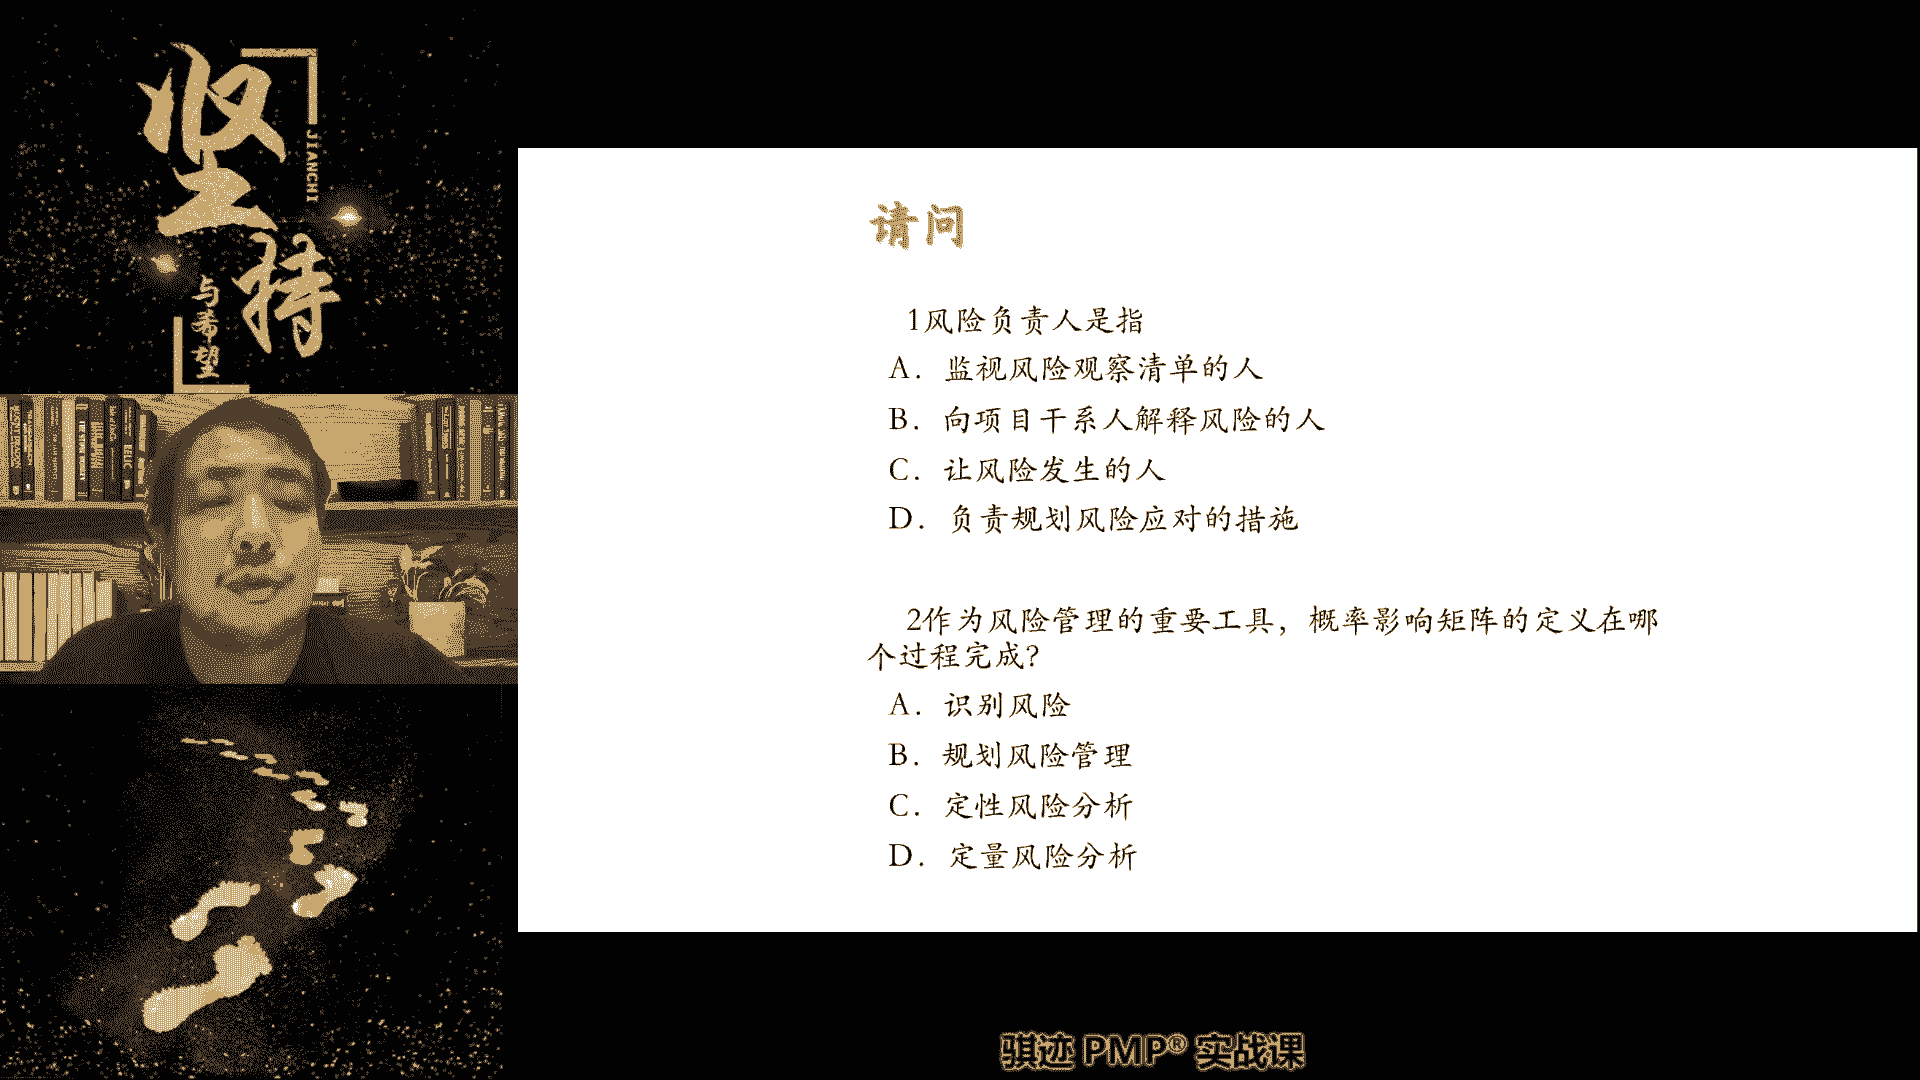 坚持
JIANCHI
与希望
请问
1风险负责人是指
A. 监视风险观察清单的人
B. 向项目干系人解释风险的人
C. 让风险发生的人
D. 负责规划风险应对的措施
2作为风险管理的重要工具，概率影响矩阵的定义在哪
个过程完成?
A. 识别风险
B. 规划风险管理
C. 定性风险分析
D. 定量风险分析
骐迹 PMP® 实战课